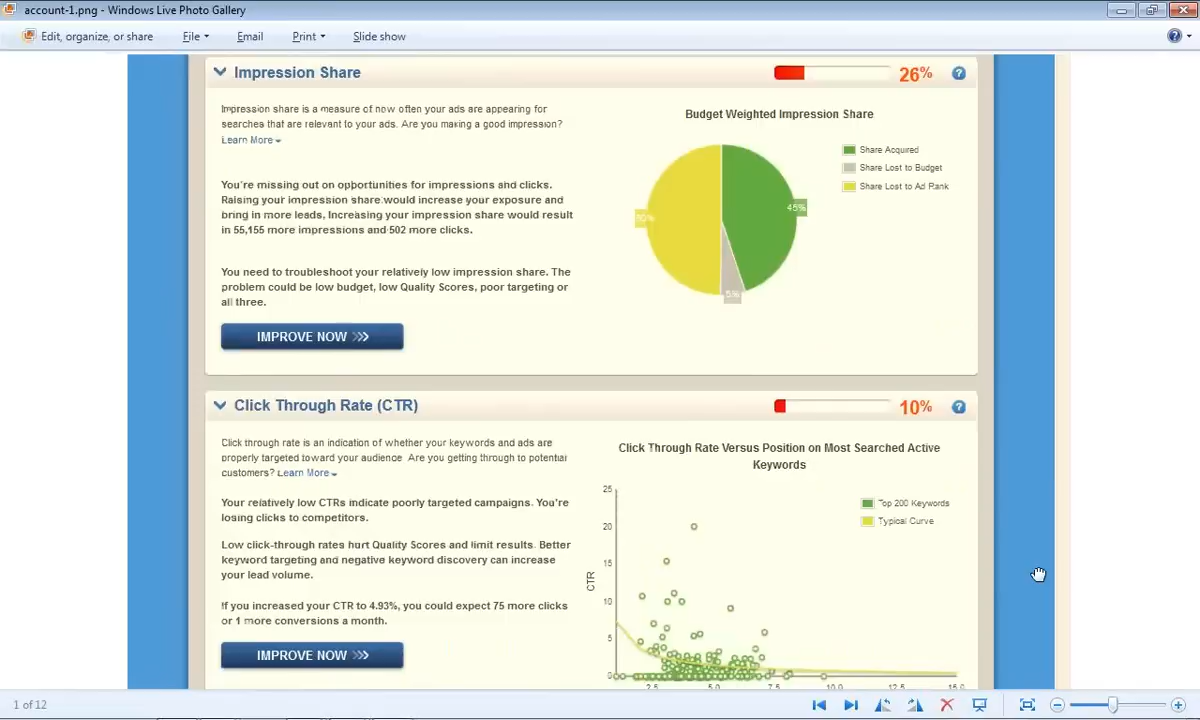 account-1.png - Windows Live Photo Gallery
Edit, organize, or share
File
Email
Print
Slide show
Impression Share
26%
Impression share is a measure of how often your ads are appearing for
searches that are relevant to your ads. Are you making a good impression?
Learn More
You're missing out on opportunities for impressions and clicks.
Raising your impression share would increase your exposure and
bring in more leads, Increasing your impression share would result
in 55,155 more impressions and 502 more clicks.
You need to troubleshoot your relatively low impression share. The
problem could be low budget, low Quality Scores, poor targeting or
all three.
IMPROVE NOW >>>
Budget Weighted Impression Share
Share Acquired
Share Lost to Budget
Share Lost to Ad Rank
45%
5%
Click Through Rate (CTR)
10%
Click through rate is an indication of whether your keywords and ads are
properly targeted toward your audience. Are you getting through to potential
customers? Learn More
Your relatively low CTRs indicate poorly targeted campaigns. You're
losing clicks to competitors.
Low click-through rates hurt Quality Scores and limit results. Better
keyword targeting and negative keyword discovery can increase
your lead volume.
If you increased your CTR to 4.93%, you could expect 75 more clicks
or 1 more conversions a month.
IMPROVE NOW >>>
Click Through Rate Versus Position on Most Searched Active
Keywords
Top 200 Keywords
Typical Curve
CTR
25
20
15
10
5
0
2.5
5.0
7.5
10.0
12.5
15.0
1 of 12